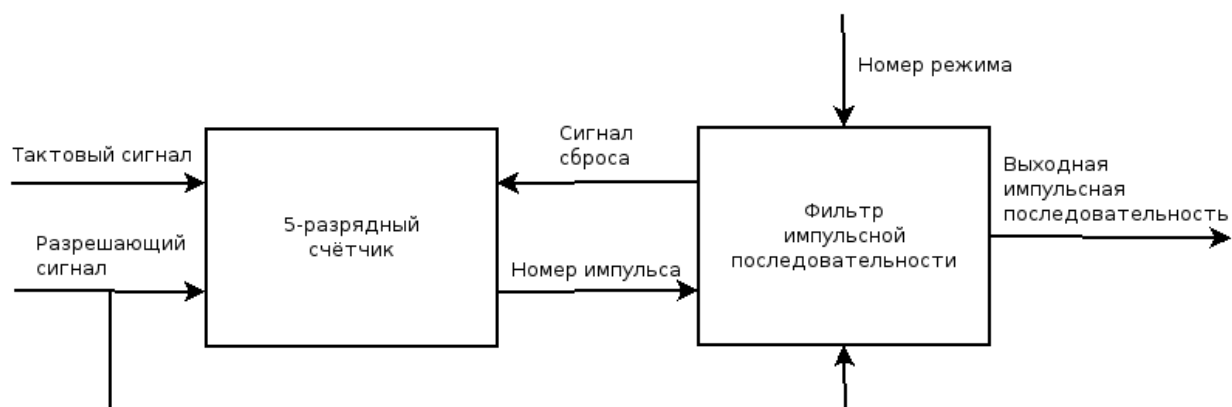 Номер режима
Тактовый сигнал
Сигнал
сброса
Выходная
импульсная
последовательность
5-разрядный
счётчик
Фильтр
импульсной
последовательности
Разрешающий
сигнал
Номер импульса